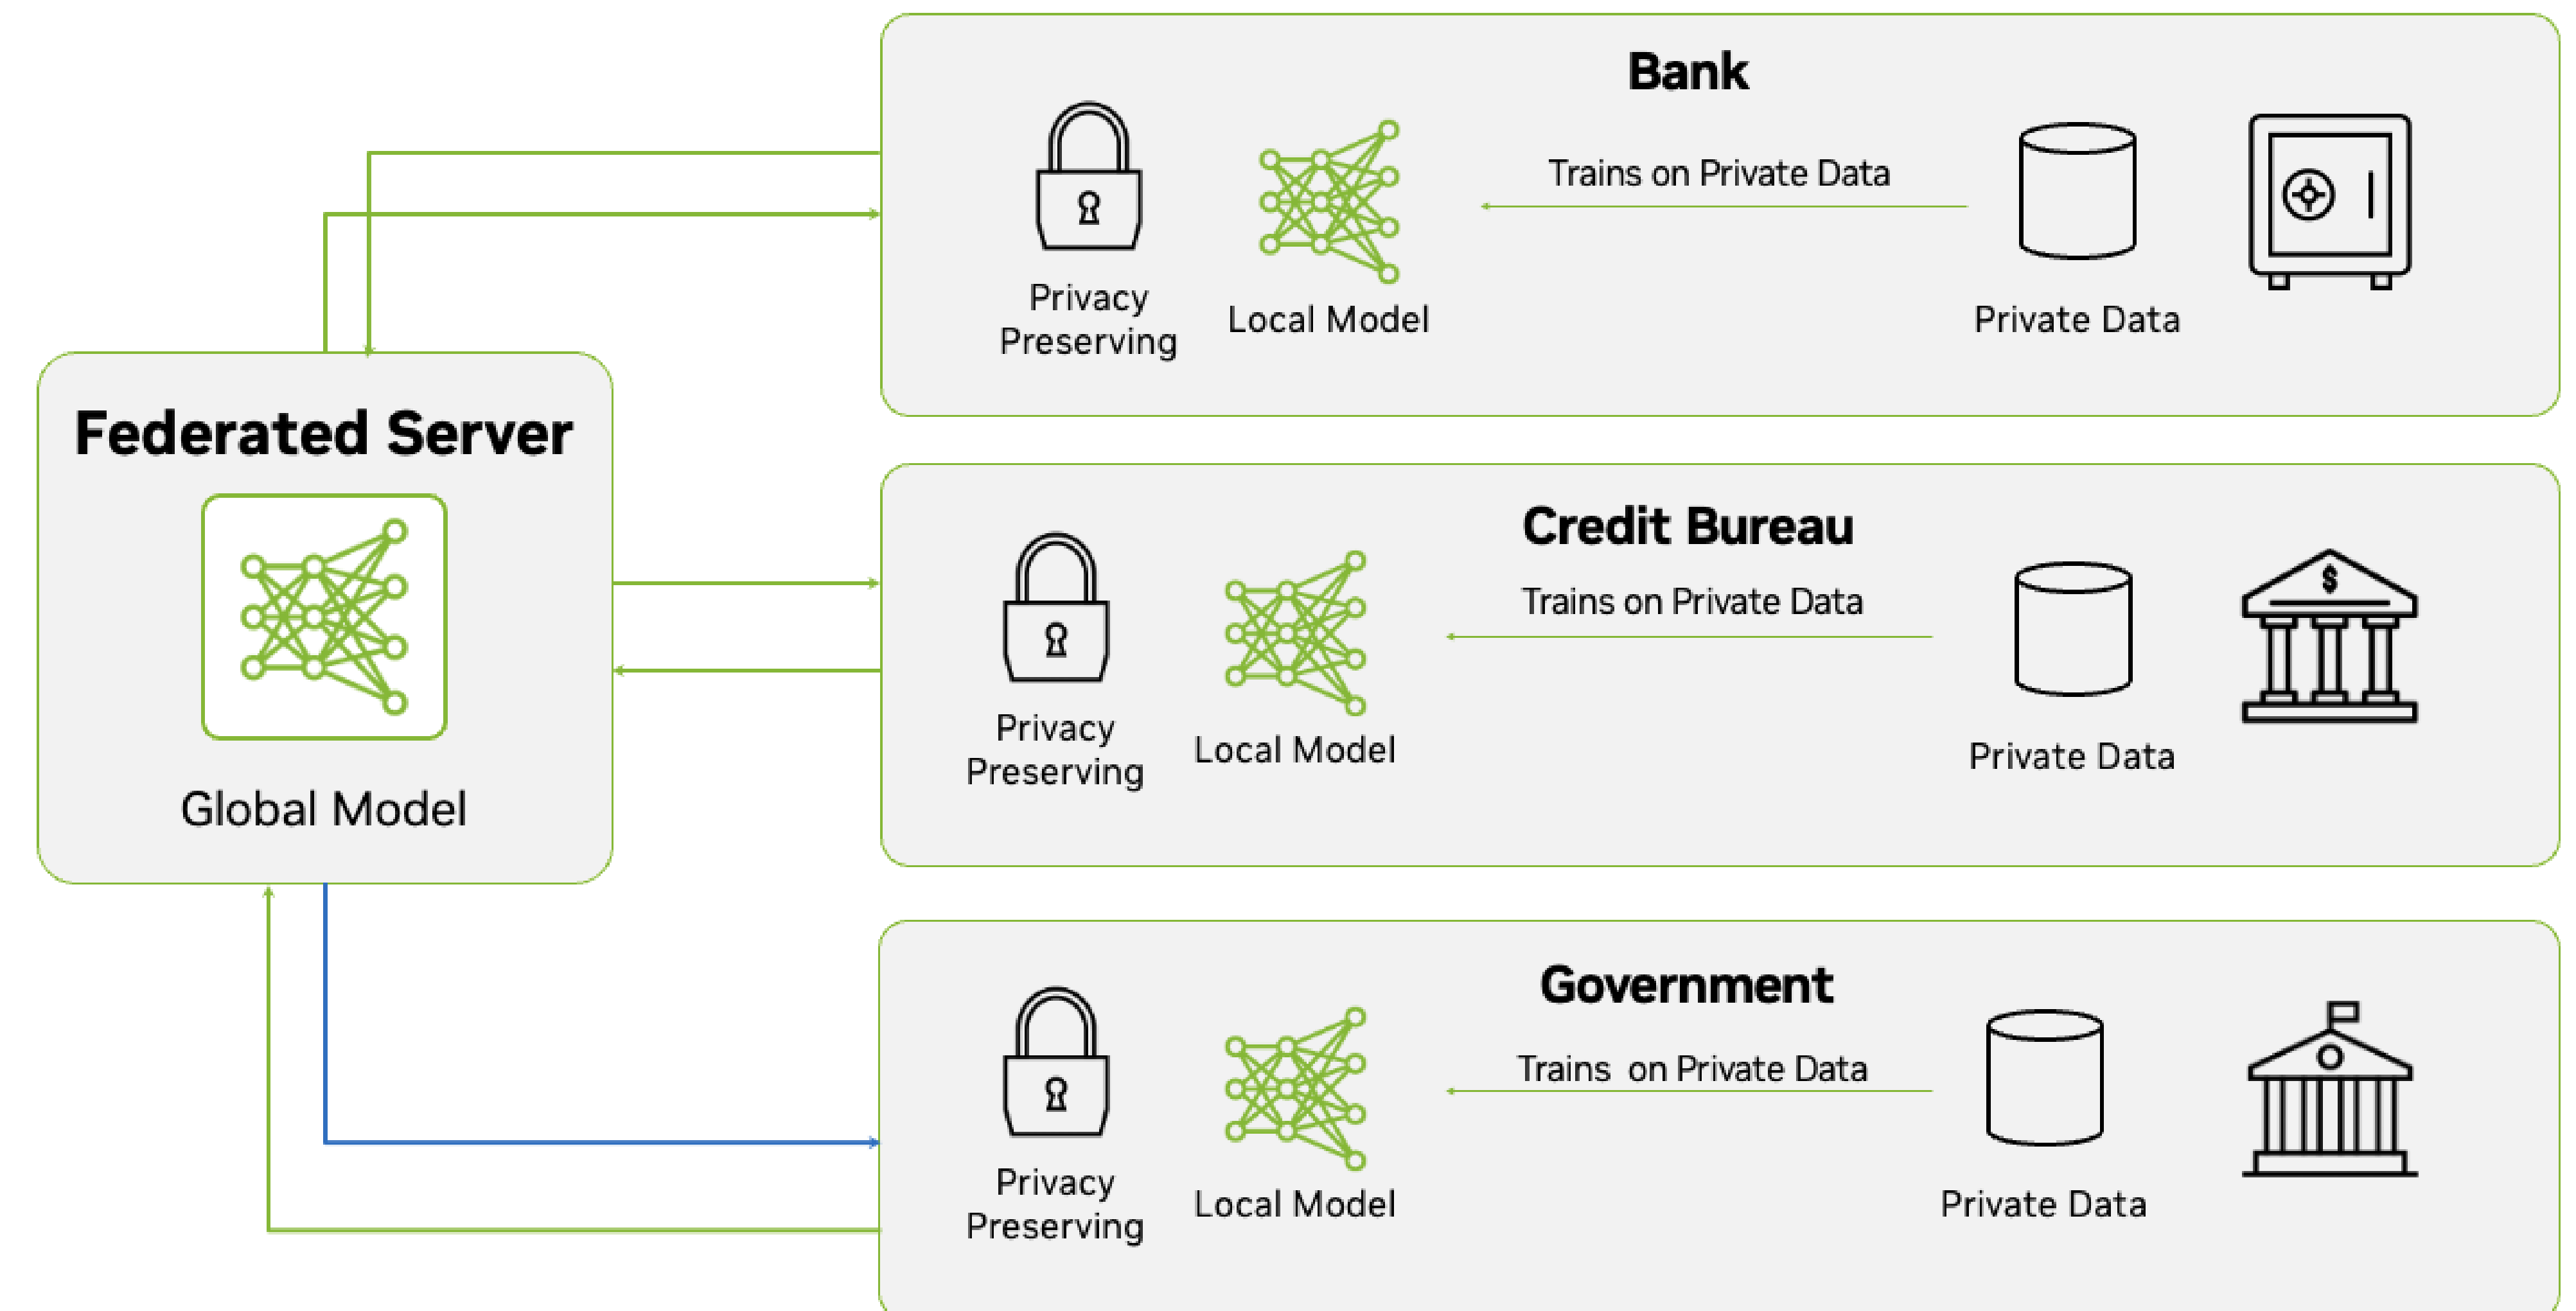 Bank
Trains on Private Data
Privacy
Preserving
Local Model
Private Data
Federated Server
Global Model
Credit Bureau
Trains on Private Data
$
Privacy
Preserving
Local Model
Private Data
Government
Trains  on Private Data
Privacy
Preserving
Local Model
Private Data